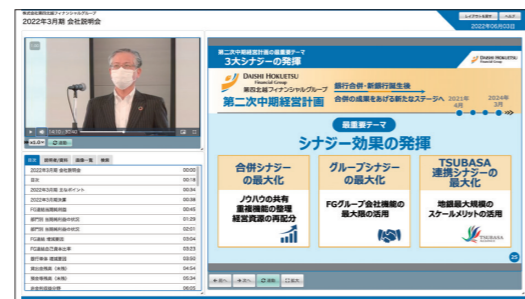 株式会社第四北越フィナンシャルグループ
2022年3月期 会社説明会
2022年06月03日
x1.0
目次
検索
2022年3月期 会社説明会 00:00
目次 00:18
2022年3月期 主なポイント 00:34
2022年3月期決算 00:38
00:45
01:29
02:01
03:04
03:23
03:50
04:54
05:34
06:05
第二次中期経営計画の最重要テーマ
3大シナジーの発揮
DAISHI HOKUETSU
Financial Group
DAISHI HOKUETSU
Financial Group
第四北越フィナンシャルグループ
第二次中期経営計画
銀行合併・新銀行誕生後
合併の成果をあげる新たなステージへ
2021年
4月
2024年
3月
最重要テーマ
シナジー効果の発揮
合併シナジー
の最大化
ノウハウの共有
重複機能の整理
経営資源の再配分
グループシナジー
の最大化
FGグループ会社機能の
最大限の活用
TSUBASA
連携シナジーの
最大化
地銀最大規模の
スケールメリットの活用
TSUBASA
25